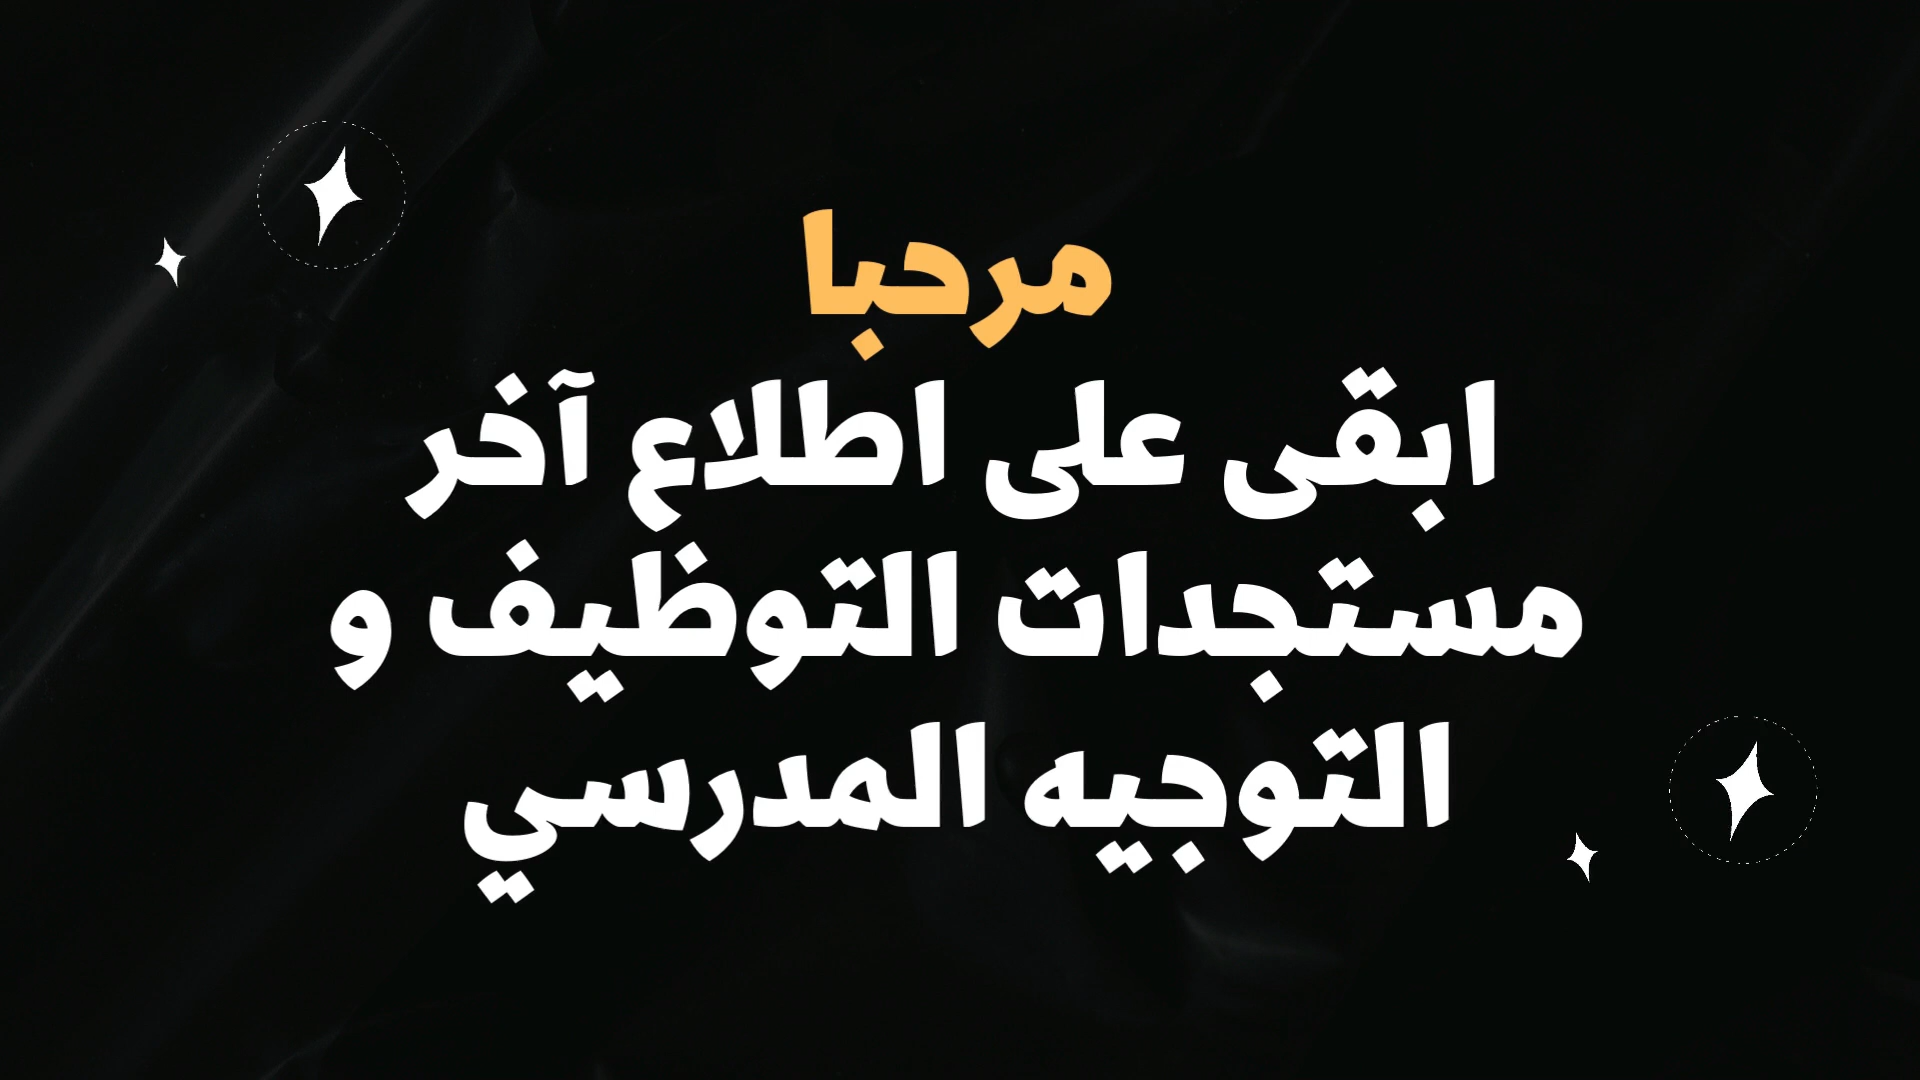 مرحبا
ابقى على اطلاع آخر
مستجدات التوظيف و
التوجيه المدرسي